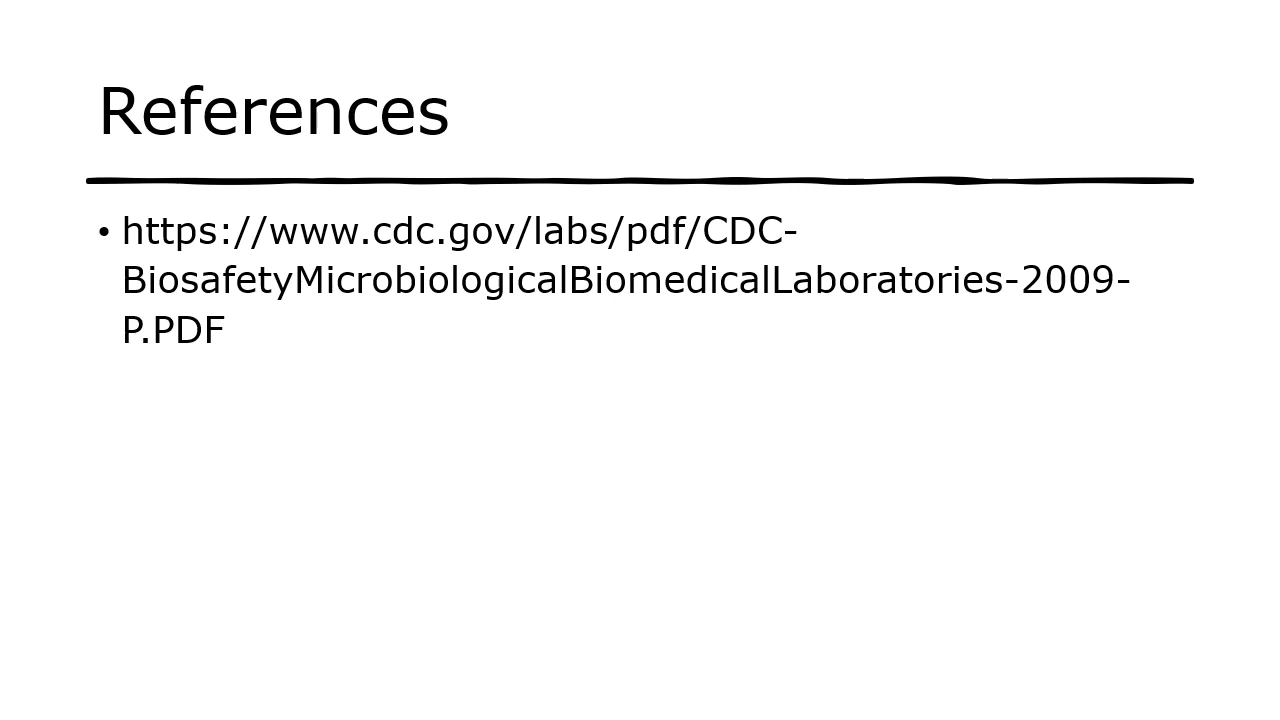 References
• https://www.cdc.gov/labs/pdf/CDC-
BiosafetyMicrobiologicalBiomedicalLaboratories-2009-
P.PDF